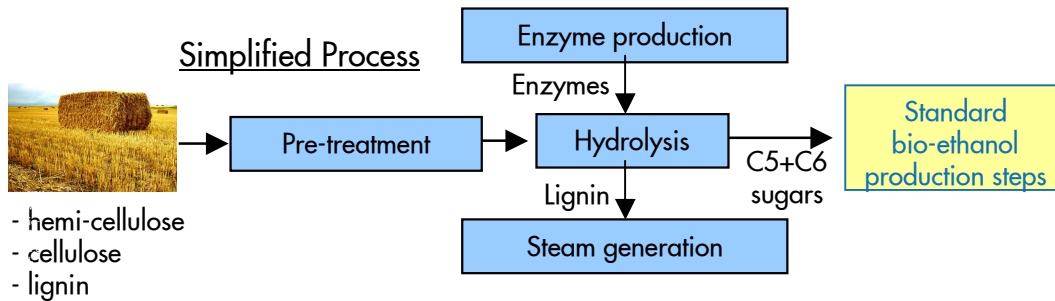 Simplified Process
Enzyme production
Enzymes
Pre-treatment
Hydrolysis
C5+C6
sugars
Standard
bio-ethanol
production steps
Lignin
Steam generation
- hemi-cellulose
- cellulose
- lignin